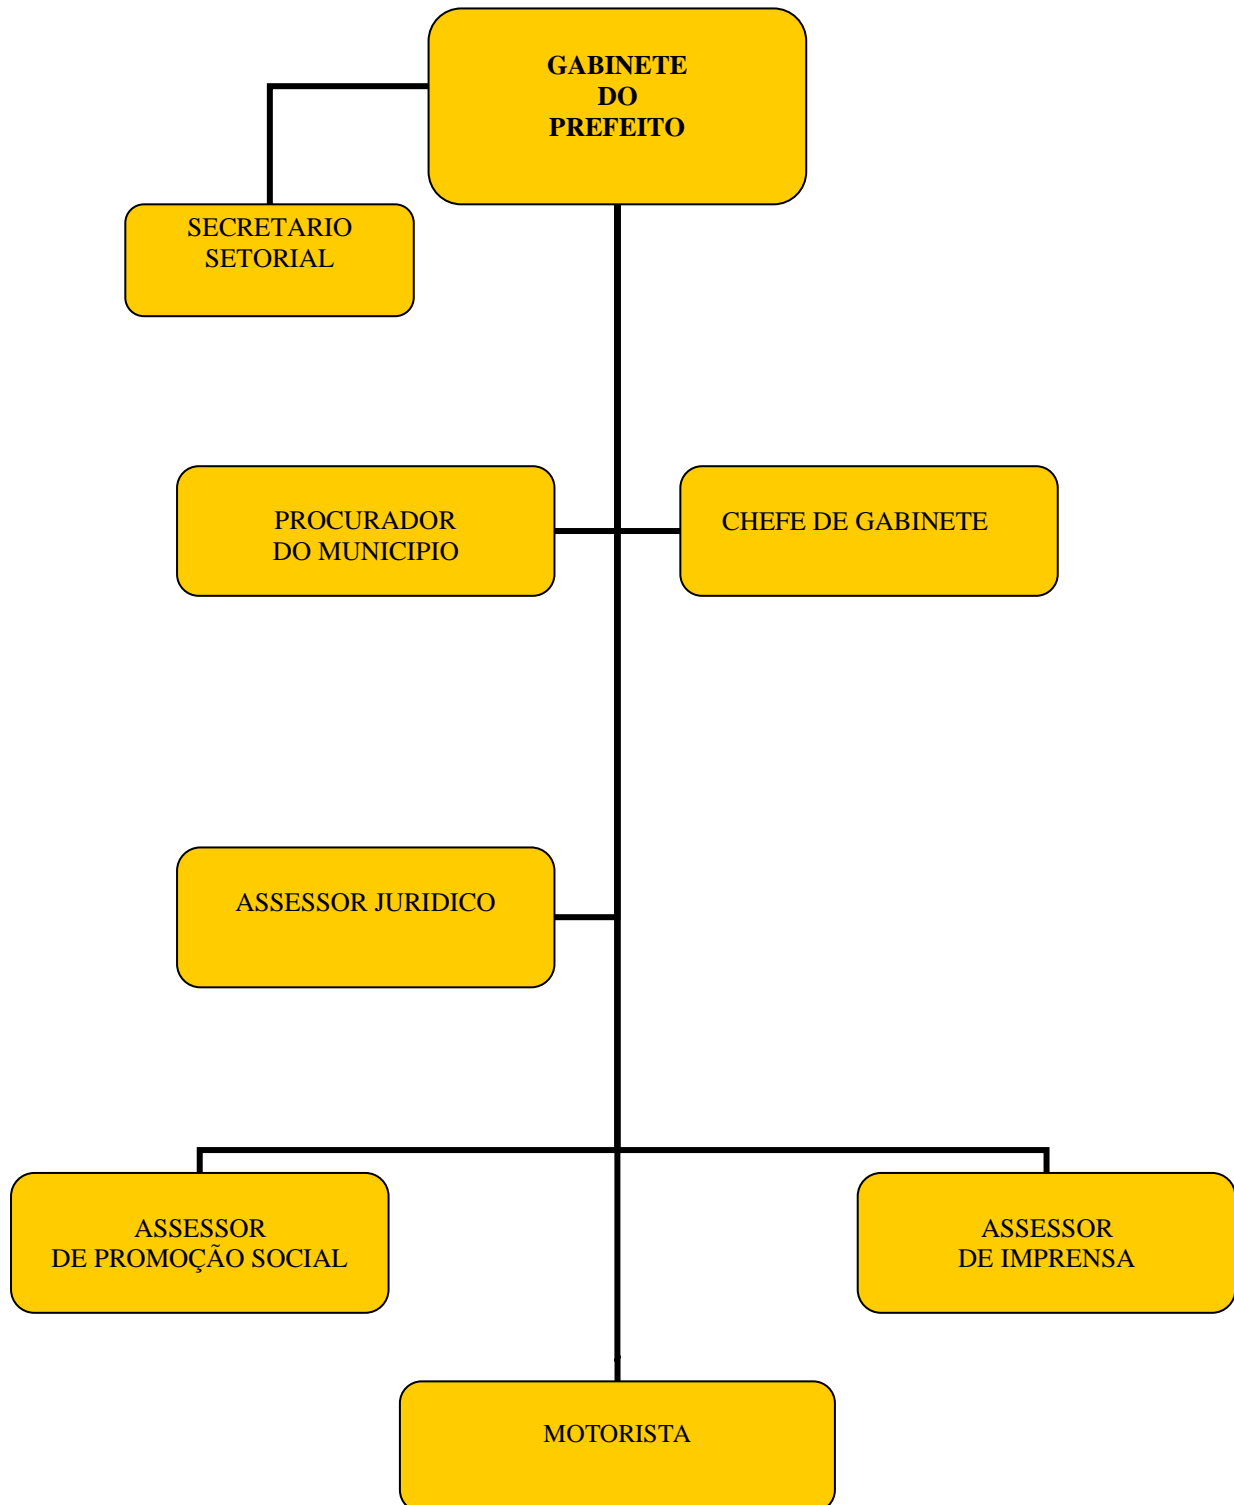 GABINETE
DO
PREFEITO
SECRETARIO
SETORIAL
PROCURADOR
DO MUNICIPIO
CHEFE DE GABINETE
ASSESSOR JURIDICO
ASSESSOR
DE PROMOÇÃO SOCIAL
ASSESSOR
DE IMPRENSA
MOTORISTA